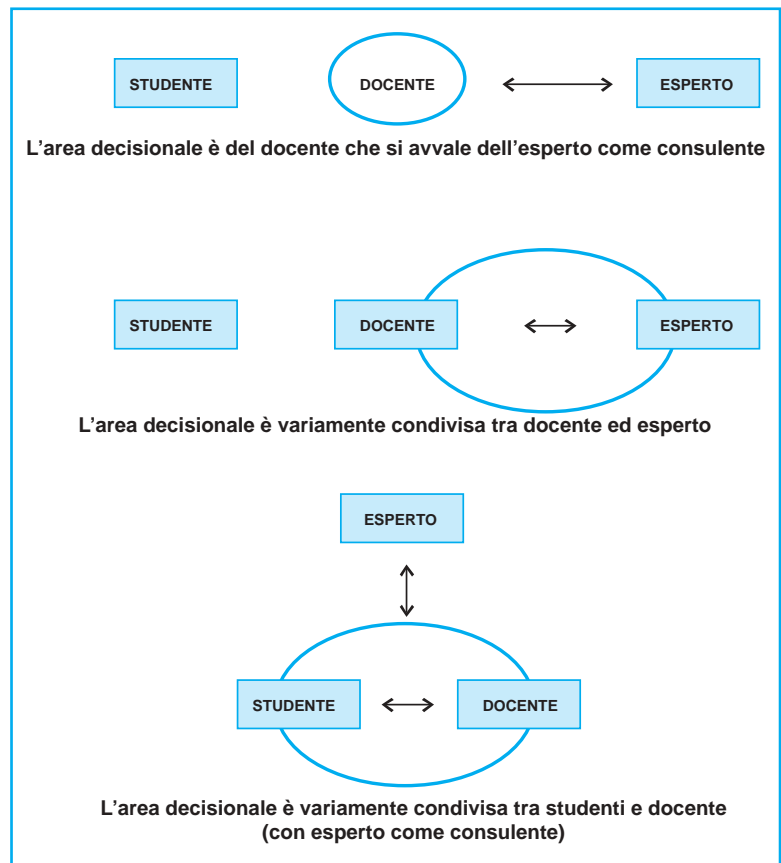 STUDENTE DOCENTE ESPERTO
L'area decisionale è del docente che si avvale dell'esperto come consulente
STUDENTE DOCENTE ESPERTO
L'area decisionale è variamente condivisa tra docente ed esperto
ESPERTO
STUDENTE DOCENTE
L'area decisionale è variamente condivisa tra studenti e docente
(con esperto come consulente)